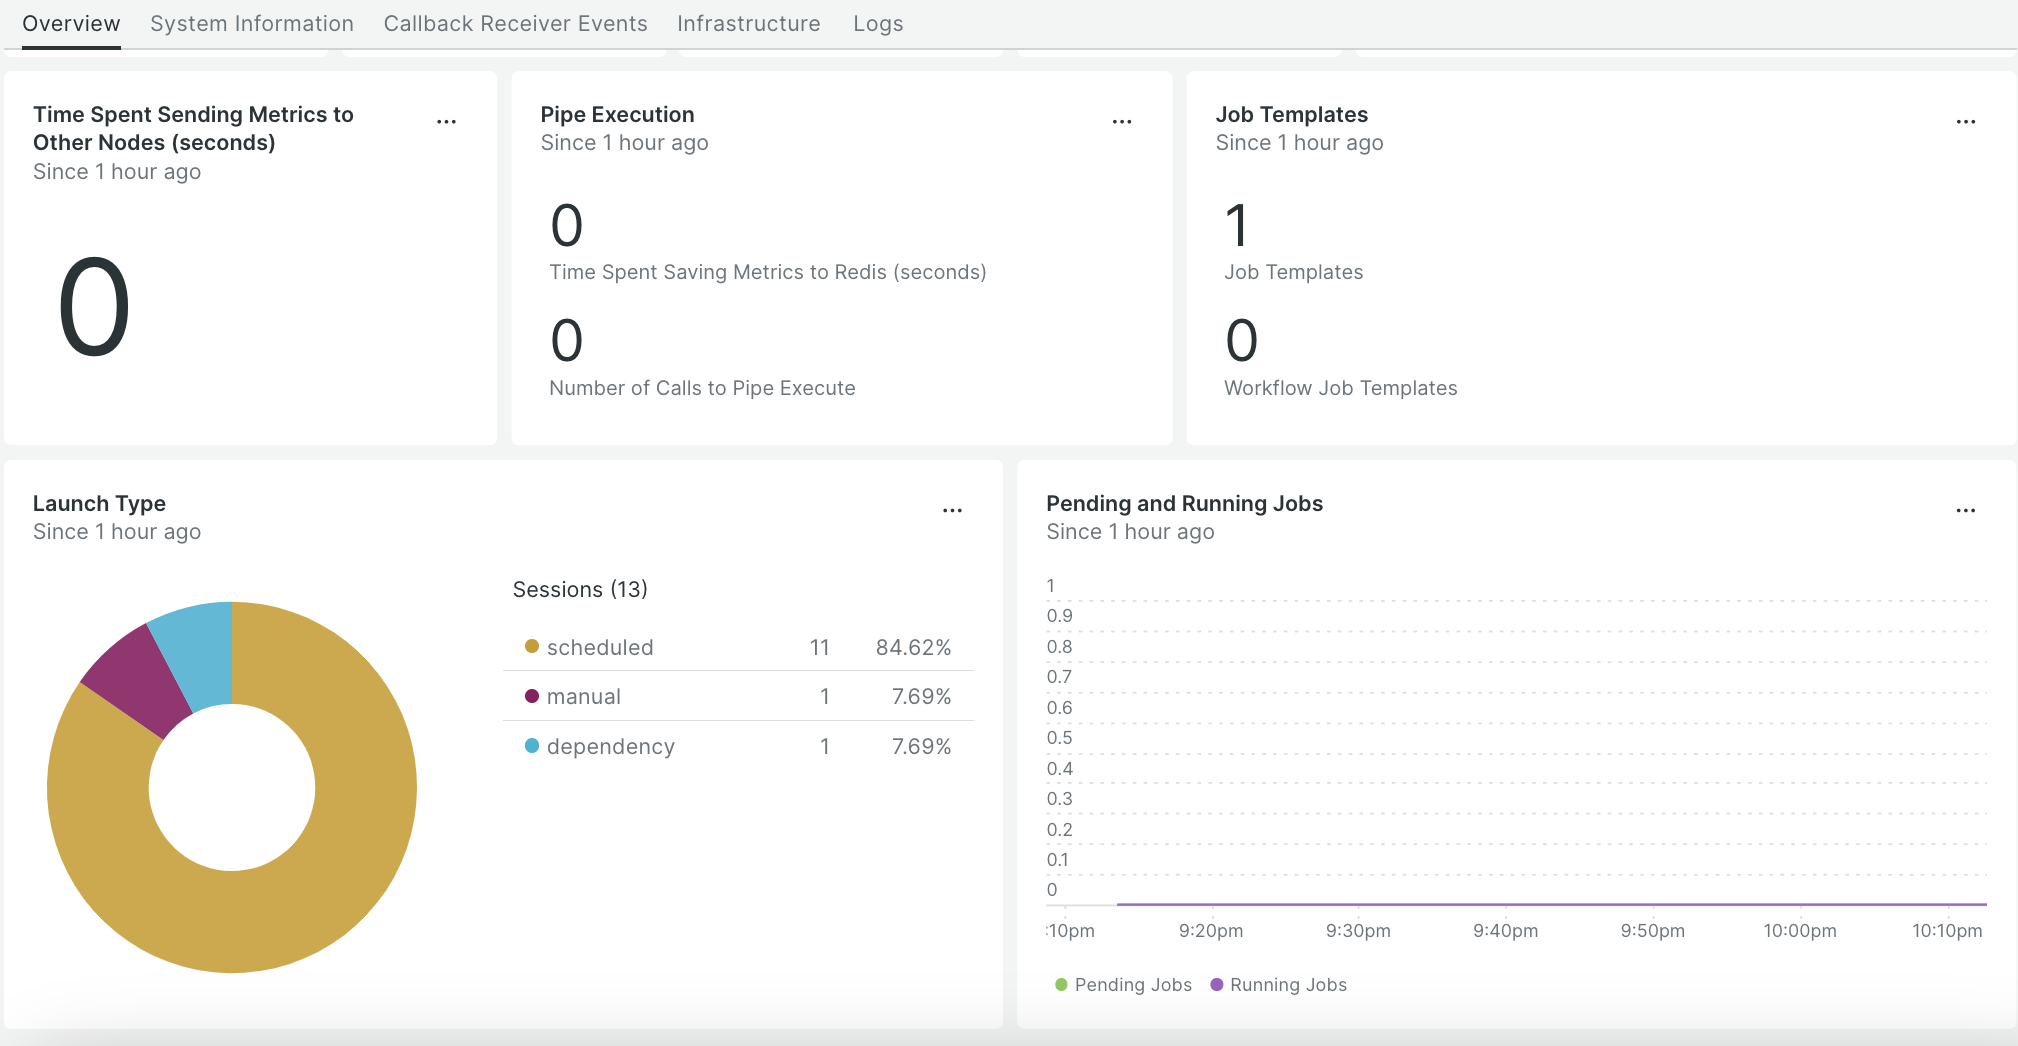 Overview System Information Callback Receiver Events Infrastructure Logs
Time Spent Sending Metrics to
Other Nodes (seconds)
Since 1 hour ago
...
0
Pipe Execution
Since 1 hour ago
...
0
Time Spent Saving Metrics to Redis (seconds)
0
Number of Calls to Pipe Execute
Job Templates
Since 1 hour ago
...
1
Job Templates
0
Workflow Job Templates
Launch Type
Since 1 hour ago
...
Sessions (13)
scheduled 11 84.62%
manual 1 7.69%
dependency 1 7.69%
Pending and Running Jobs
Since 1 hour ago
...
1
0.9
0.8
0.7
0.6
0.5
0.4
0.3
0.2
0.1
0
:10pm 9:20pm 9:30pm 9:40pm 9:50pm 10:00pm 10:10pm
Pending Jobs Running Jobs